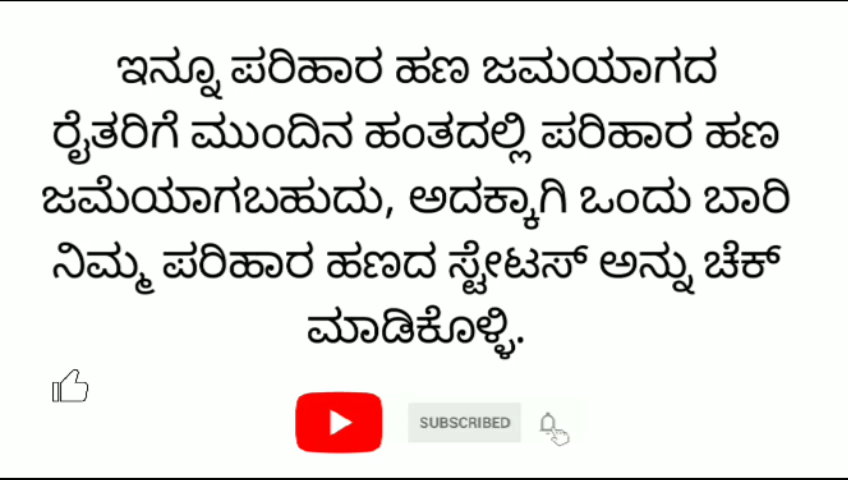 ಇನ್ನೂ ಪರಿಹಾರ ಹಣ ಜಮಯಾಗದ
ರೈತರಿಗೆ ಮುಂದಿನ ಹಂತದಲ್ಲಿ ಪರಿಹಾರ ಹಣ
ಜಮೆಯಾಗಬಹುದು, ಅದಕ್ಕಾಗಿ ಒಂದು ಬಾರಿ
ನಿಮ್ಮ ಪರಿಹಾರ ಹಣದ ಸ್ಟೇಟಸ್ ಅನ್ನು ಚೆಕ್
ಮಾಡಿಕೊಳ್ಳಿ.
SUBSCRIBED